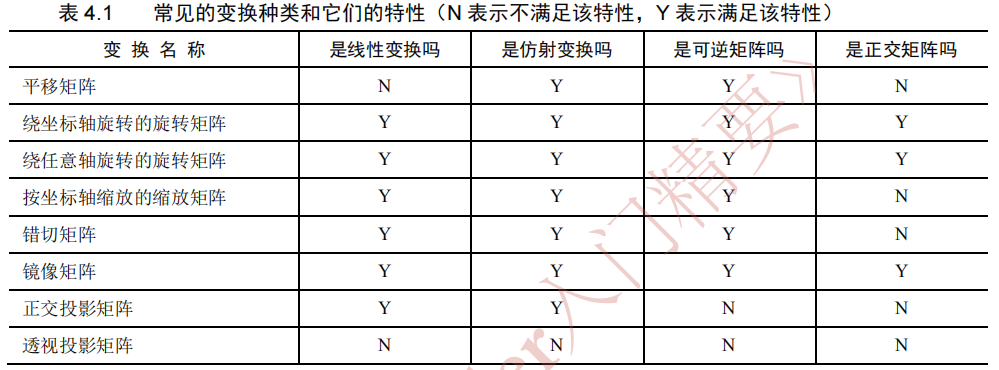 表 4.1 常见的变换种类和它们的特性（N 表示不满足该特性，Y 表示满足该特性）
变 换 名 称 是线性变换吗 是仿射变换吗 是可逆矩阵吗 是正交矩阵吗
平移矩阵 N Y Y N
绕坐标轴旋转的旋转矩阵 Y Y Y Y
绕任意轴旋转的旋转矩阵 Y Y Y Y
按坐标轴缩放的缩放矩阵 Y Y Y N
错切矩阵 Y Y Y N
镜像矩阵 Y Y Y Y
正交投影矩阵 Y Y N N
透视投影矩阵 N N N N
er入门精要》